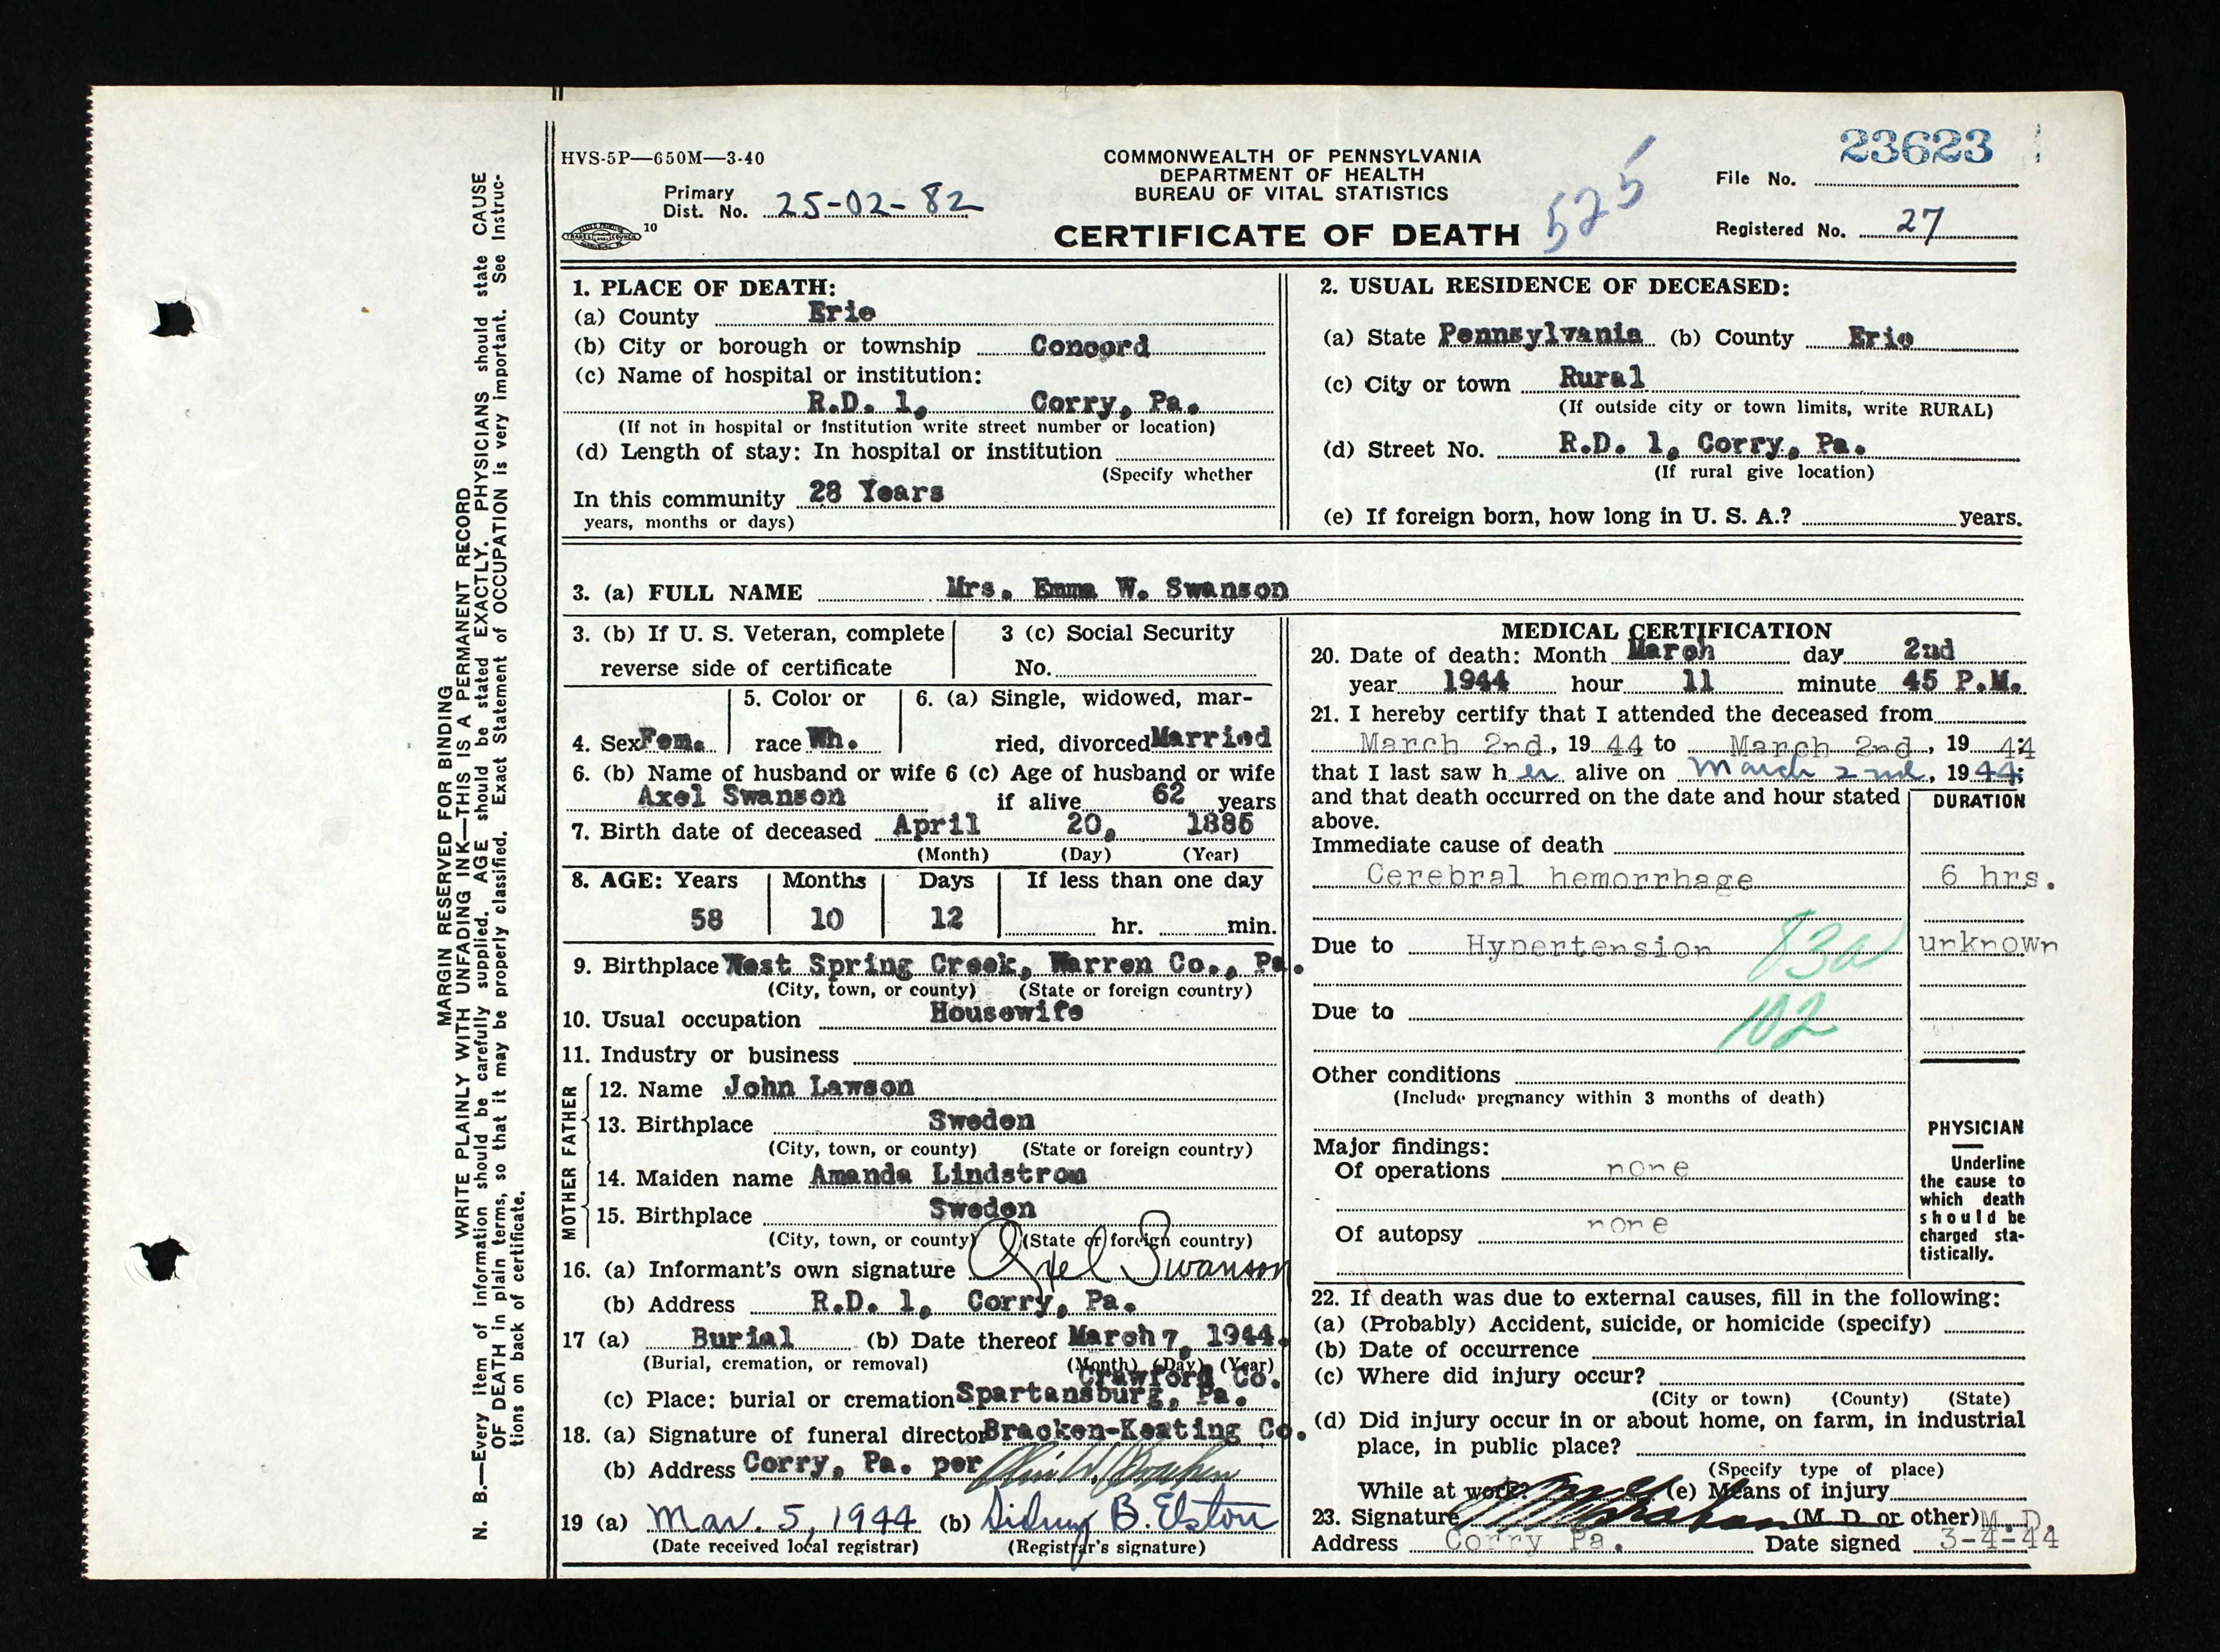 HVS-5P—650M—3-40
COMMONWEALTH OF PENNSYLVANIA
DEPARTMENT OF HEALTH
BUREAU OF VITAL STATISTICS
CERTIFICATE OF DEATH
525
23623
File No.
Registered No. 27
Primary
Dist. No. 25-02-82
10
MARGIN RESERVED FOR BINDING
WRITE PLAINLY WITH UNFADING INK—THIS IS A PERMANENT RECORD
N. B.—Every item of information should be carefully supplied. AGE should be stated EXACTLY. PHYSICIANS should state CAUSE
OF DEATH in plain terms, so that it may be properly classified. Exact Statement of OCCUPATION is very important. See Instruc-
tions on back of certificate.
1. PLACE OF DEATH:
(a) County Erie
(b) City or borough or township Concord
(c) Name of hospital or institution:
R.D. 1, Corry, Pa.
(If not in hospital or institution write street number or location)
(d) Length of stay: In hospital or institution
(Specify whether
In this community 28 Years
years, months or days)
2. USUAL RESIDENCE OF DECEASED:
(a) State Pennsylvania (b) County Erie
(c) City or town Rural
(If outside city or town limits, write RURAL)
(d) Street No. R.D. 1, Corry, Pa.
(If rural give location)
(e) If foreign born, how long in U. S. A.? years.
3. (a) FULL NAME Mrs. Emma W. Swanson
3. (b) If U. S. Veteran, complete
reverse side of certificate
3 (c) Social Security
No.
4. Sex Fem.
5. Color or
race Wh.
6. (a) Single, widowed, mar-
ried, divorced Married
6. (b) Name of husband or wife 6 (c) Age of husband or wife
Axel Swanson if alive 62 years
7. Birth date of deceased April 20, 1885
(Month) (Day) (Year)
8. AGE: Years Months Days If less than one day
58 10 12 hr. min.
9. Birthplace West Spring Creek, Warren Co., Pa.
(City, town, or county) (State or foreign country)
10. Usual occupation Housewife
11. Industry or business
FATHER
12. Name John Lawson
13. Birthplace Sweden
(City, town, or county) (State or foreign country)
MOTHER
14. Maiden name Amanda Lindstrom
15. Birthplace Sweden
(City, town, or county) (State or foreign country)
16. (a) Informant's own signature Axel Swanson
(b) Address R.D. 1, Corry, Pa.
17 (a) Burial (b) Date thereof March 7, 1944.
(Burial, cremation, or removal) (Month) (Day) (Year)
Crawford Co.
(c) Place: burial or cremation Spartansburg, Pa.
18. (a) Signature of funeral director Bracken-Keating Co.
(b) Address Corry, Pa. per
19 (a) Mar. 5, 1944 (b) Sidney B. Elston
(Date received local registrar) (Registrar's signature)
MEDICAL CERTIFICATION
20. Date of death: Month March day 2nd
year 1944 hour 11 minute 45 P.M.
21. I hereby certify that I attended the deceased from
March 2nd, 19 44 to March 2nd, 19 44;
that I last saw h er alive on March 2nd, 19 44;
and that death occurred on the date and hour stated
above.
DURATION
Immediate cause of death
Cerebral hemorrhage 6 hrs.
Due to Hypertension 83a unknown
Due to 102
Other conditions
(Include pregnancy within 3 months of death)
Major findings:
Of operations none
Of autopsy none
PHYSICIAN
Underline
the cause to
which death
should be
charged sta-
tistically.
22. If death was due to external causes, fill in the following:
(a) (Probably) Accident, suicide, or homicide (specify)
(b) Date of occurrence
(c) Where did injury occur?
(City or town) (County) (State)
(d) Did injury occur in or about home, on farm, in industrial
place, in public place?
(Specify type of place)
While at work? (e) Means of injury
23. Signature (M. D. or other) M.D.
Address Corry Pa. Date signed 3-4-44